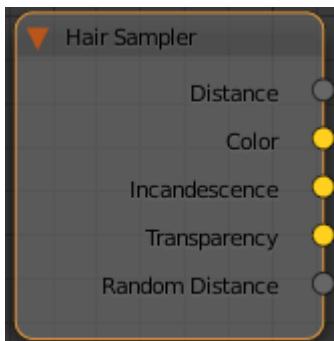 Hair Sampler
Distance
Color
Incandescence
Transparency
Random Distance